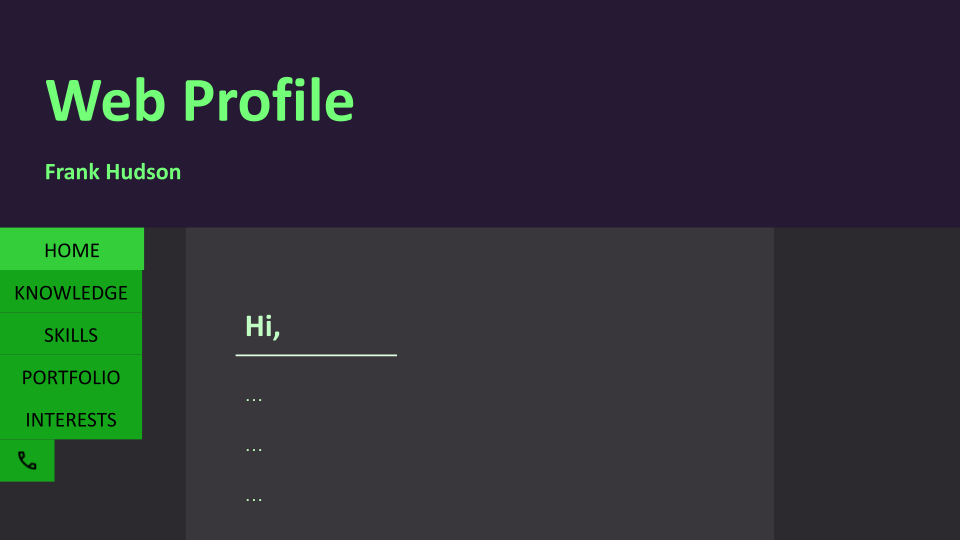 Web Profile
Frank Hudson
HOME
KNOWLEDGE
SKILLS
PORTFOLIO
INTERESTS
Hi,
...
...
...